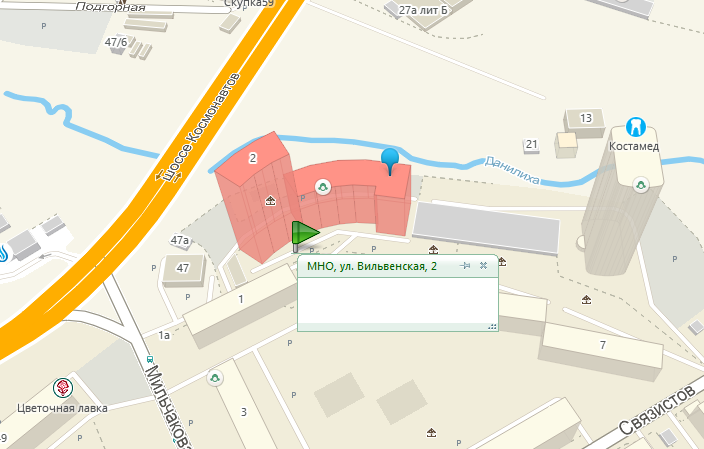 Подгорная
Скупка59
27а лит Б
47/6
P
шоссе Космонавтов
13
Костамед
21
2
Данилиха
P
P
47а
47
P
P
P
МНО, ул. Вильвенская, 2
1
1а
P
P
7
Мильчакова
Цветочная лавка
3
P
P
Связистов
49